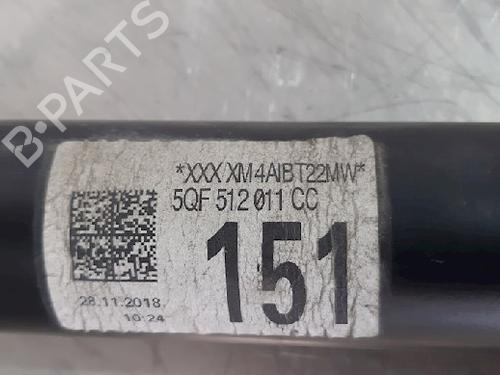 B-PARTS
*XXX XM4AIBT22MW*
5QF 512 011 CC
151
28.11.2018
10:24